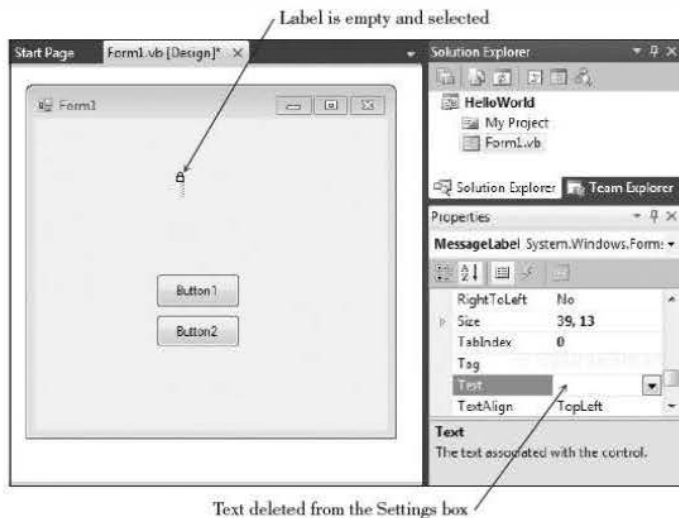 Label is empty and selected
Start Page
Form1.vb [Design]*
Form1
Button1
Button2
Solution Explorer
HelloWorld
My Project
Form1.vb
Solution Explorer
Team Explorer
Properties
MessageLabel System.Windows.Form:
RightToLeft No
Size 39, 13
TabIndex 0
Tag
Text
TextAlign TopLeft
Text
The text associated with the control.
Text deleted from the Settings box